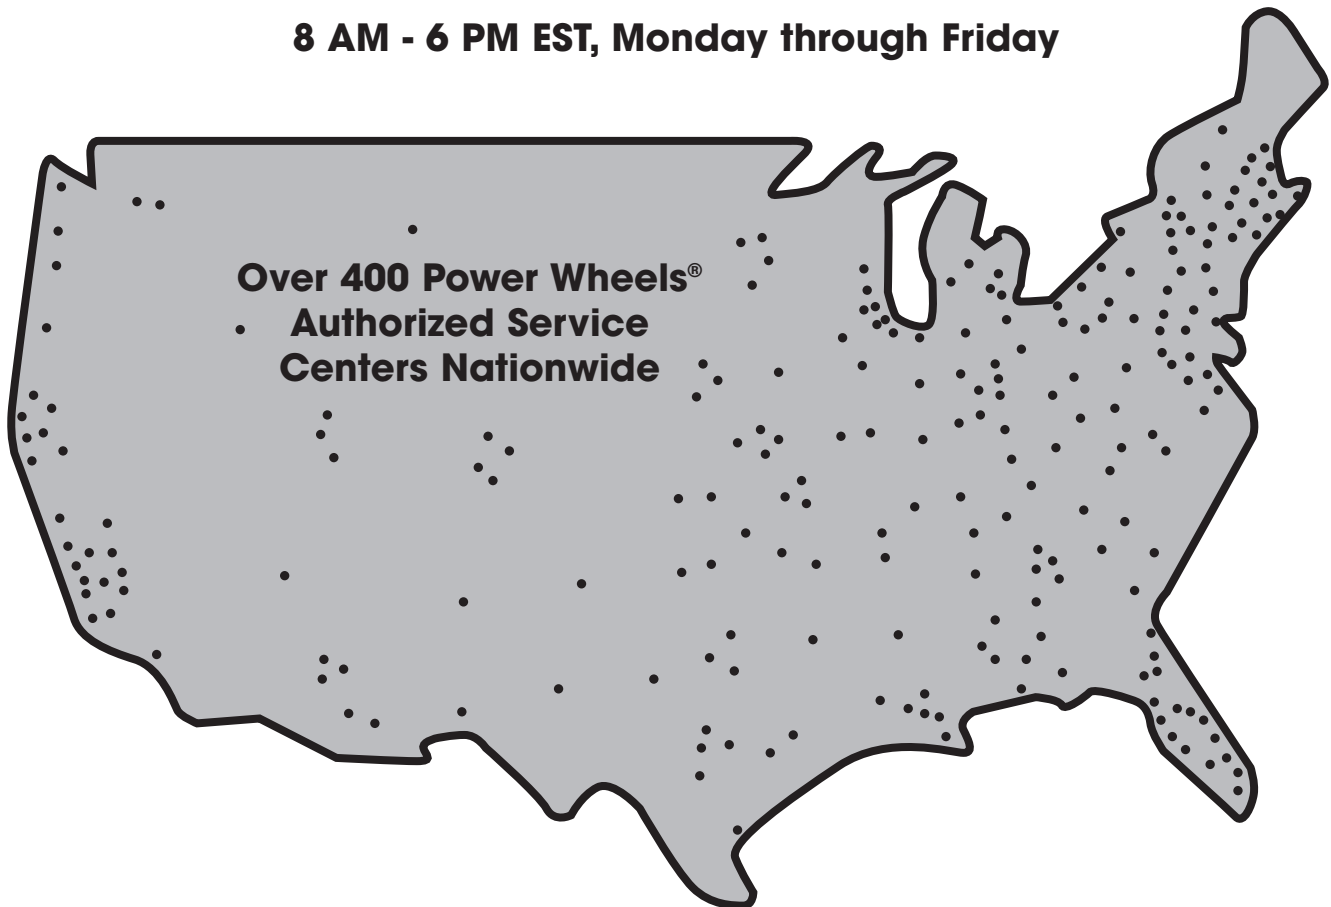 8 AM - 6 PM EST, Monday through Friday
Over 400 Power Wheels®
Authorized Service
Centers Nationwide